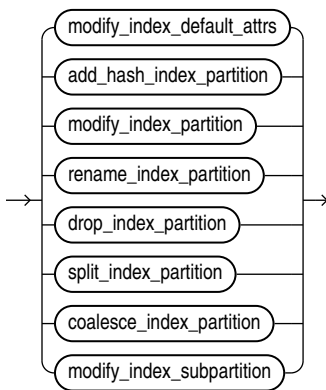 modify_index_default_attrs
add_hash_index_partition
modify_index_partition
rename_index_partition
drop_index_partition
split_index_partition
coalesce_index_partition
modify_index_subpartition